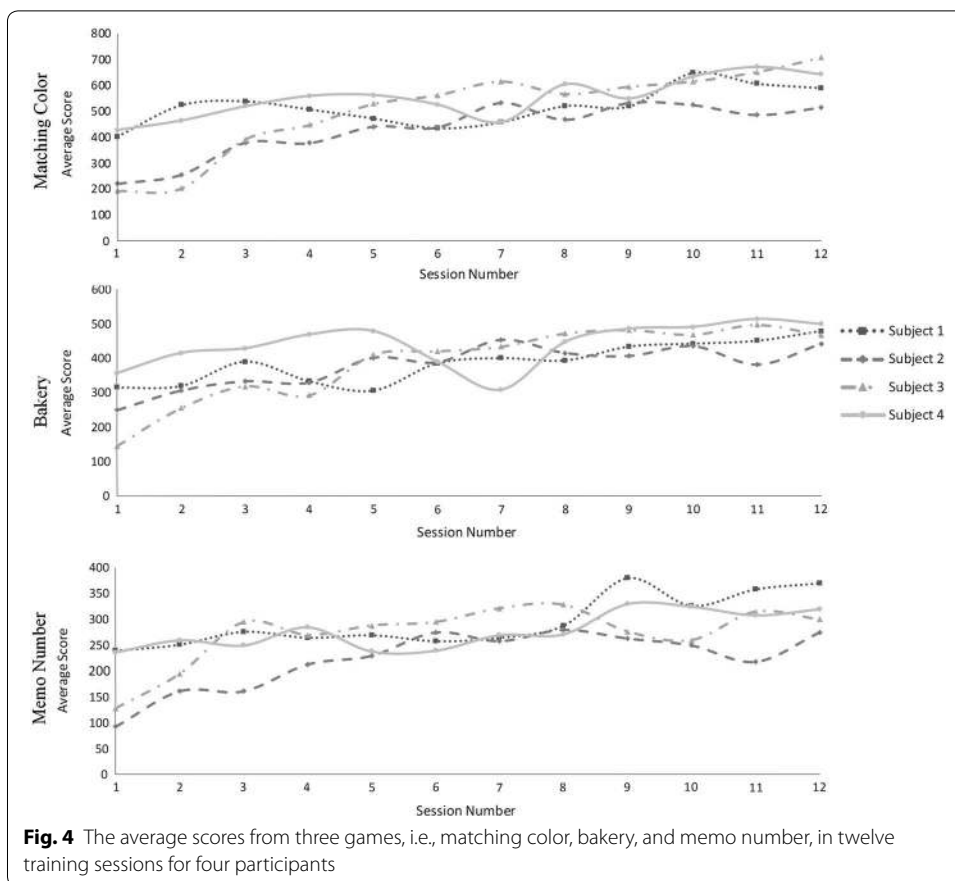 Matching Color
Average Score
800
700
600
500
400
300
200
100
0
1 2 3 4 5 6 7 8 9 10 11 12
Session Number
Bakery
Average Score
600
500
400
300
200
100
0
1 2 3 4 5 6 7 8 9 10 11 12
Session Number
Subject 1
Subject 2
Subject 3
Subject 4
Memo Number
Average Score
400
350
300
250
200
150
100
50
0
1 2 3 4 5 6 7 8 9 10 11 12
Session Number
Fig. 4 The average scores from three games, i.e., matching color, bakery, and memo number, in twelve
training sessions for four participants